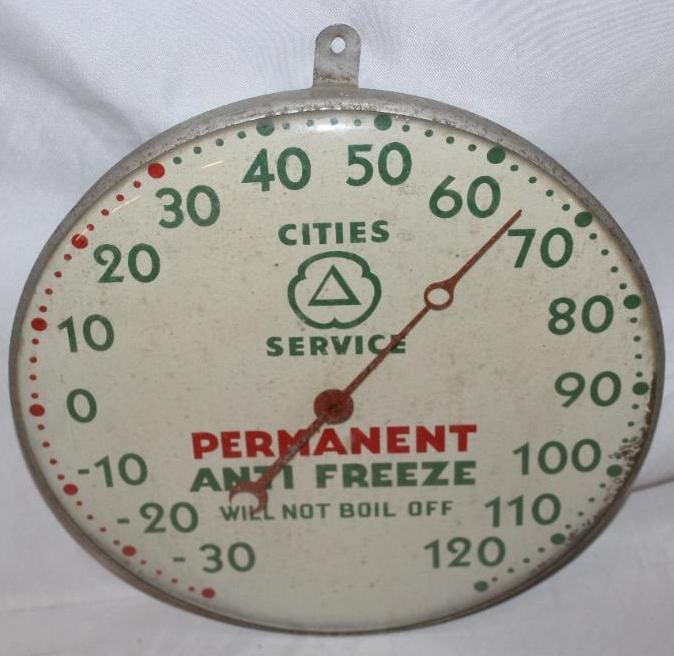 40 50
30 60
20 70
10 80
0 90
-10 100
-20 110
-30 120
CITIES
SERVICE
PERMANENT
ANTI FREEZE
WILL NOT BOIL OFF